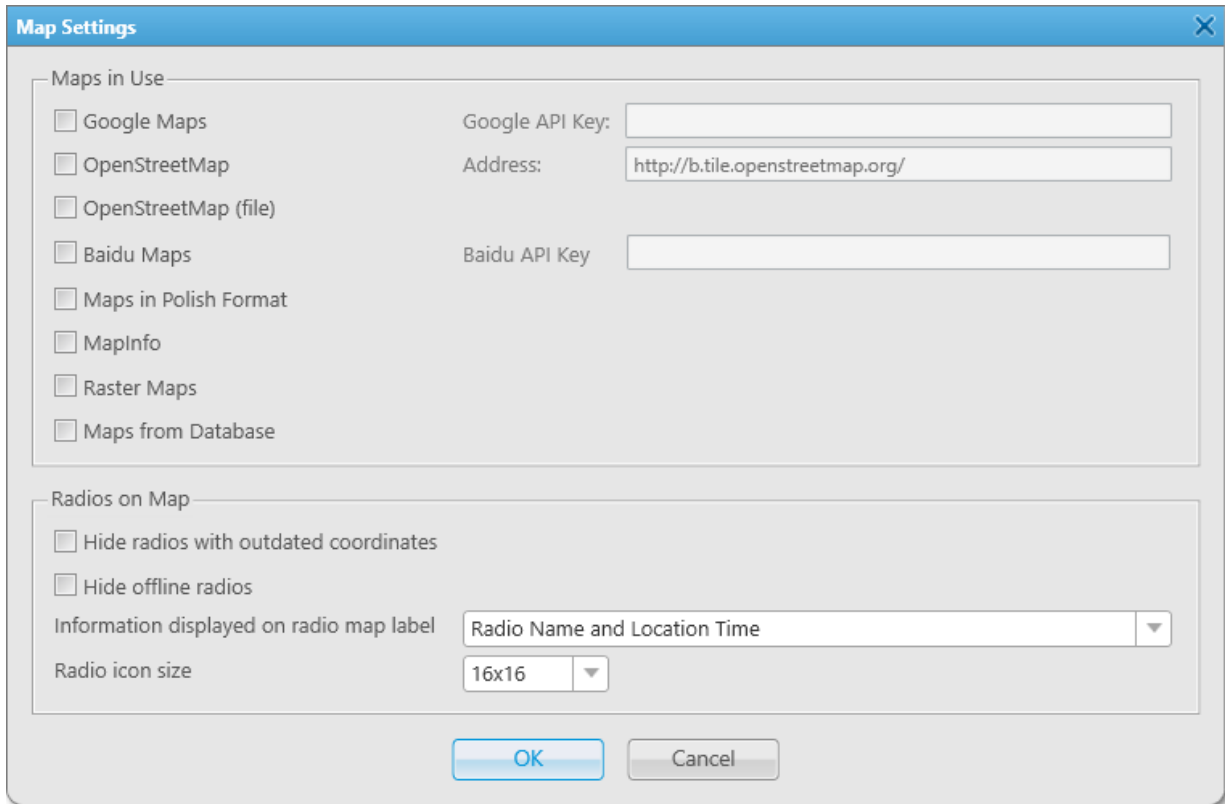 Map Settings
Maps in Use
Google Maps Google API Key:
OpenStreetMap Address: http://b.tile.openstreetmap.org/
OpenStreetMap (file)
Baidu Maps Baidu API Key
Maps in Polish Format
MapInfo
Raster Maps
Maps from Database
Radios on Map
Hide radios with outdated coordinates
Hide offline radios
Information displayed on radio map label Radio Name and Location Time
Radio icon size 16x16
OK Cancel